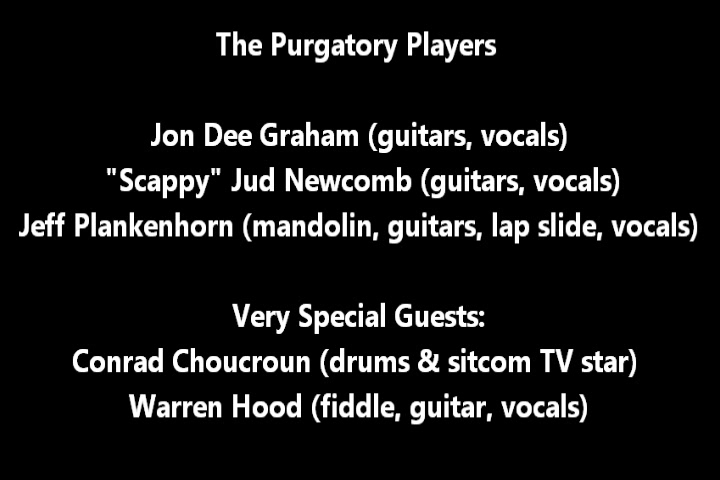 The Purgatory Players
Jon Dee Graham (guitars, vocals)
"Scappy" Jud Newcomb (guitars, vocals)
Jeff Plankenhorn (mandolin, guitars, lap slide, vocals)
Very Special Guests:
Conrad Choucroun (drums & sitcom TV star)
Warren Hood (fiddle, guitar, vocals)